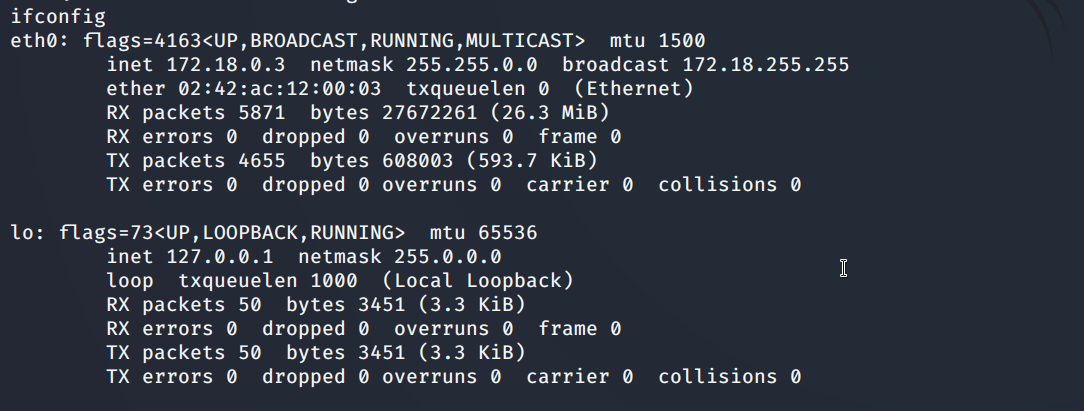 ifconfig
eth0: flags=4163<UP,BROADCAST,RUNNING,MULTICAST>  mtu 1500
        inet 172.18.0.3  netmask 255.255.0.0  broadcast 172.18.255.255
        ether 02:42:ac:12:00:03  txqueuelen 0  (Ethernet)
        RX packets 5871  bytes 27672261 (26.3 MiB)
        RX errors 0  dropped 0  overruns 0  frame 0
        TX packets 4655  bytes 608003 (593.7 KiB)
        TX errors 0  dropped 0 overruns 0  carrier 0  collisions 0

lo: flags=73<UP,LOOPBACK,RUNNING>  mtu 65536
        inet 127.0.0.1  netmask 255.0.0.0
        loop  txqueuelen 1000  (Local Loopback)
        RX packets 50  bytes 3451 (3.3 KiB)
        RX errors 0  dropped 0  overruns 0  frame 0
        TX packets 50  bytes 3451 (3.3 KiB)
        TX errors 0  dropped 0 overruns 0  carrier 0  collisions 0